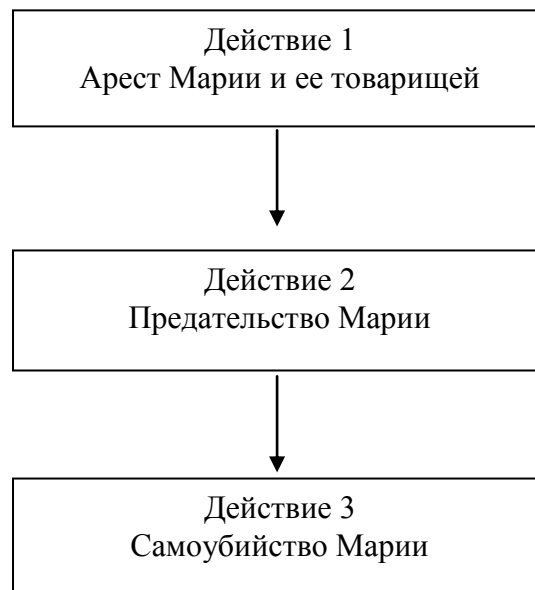 Действие 1
Арест Марии и ее товарищей
Действие 2
Предательство Марии
Действие 3
Самоубийство Марии